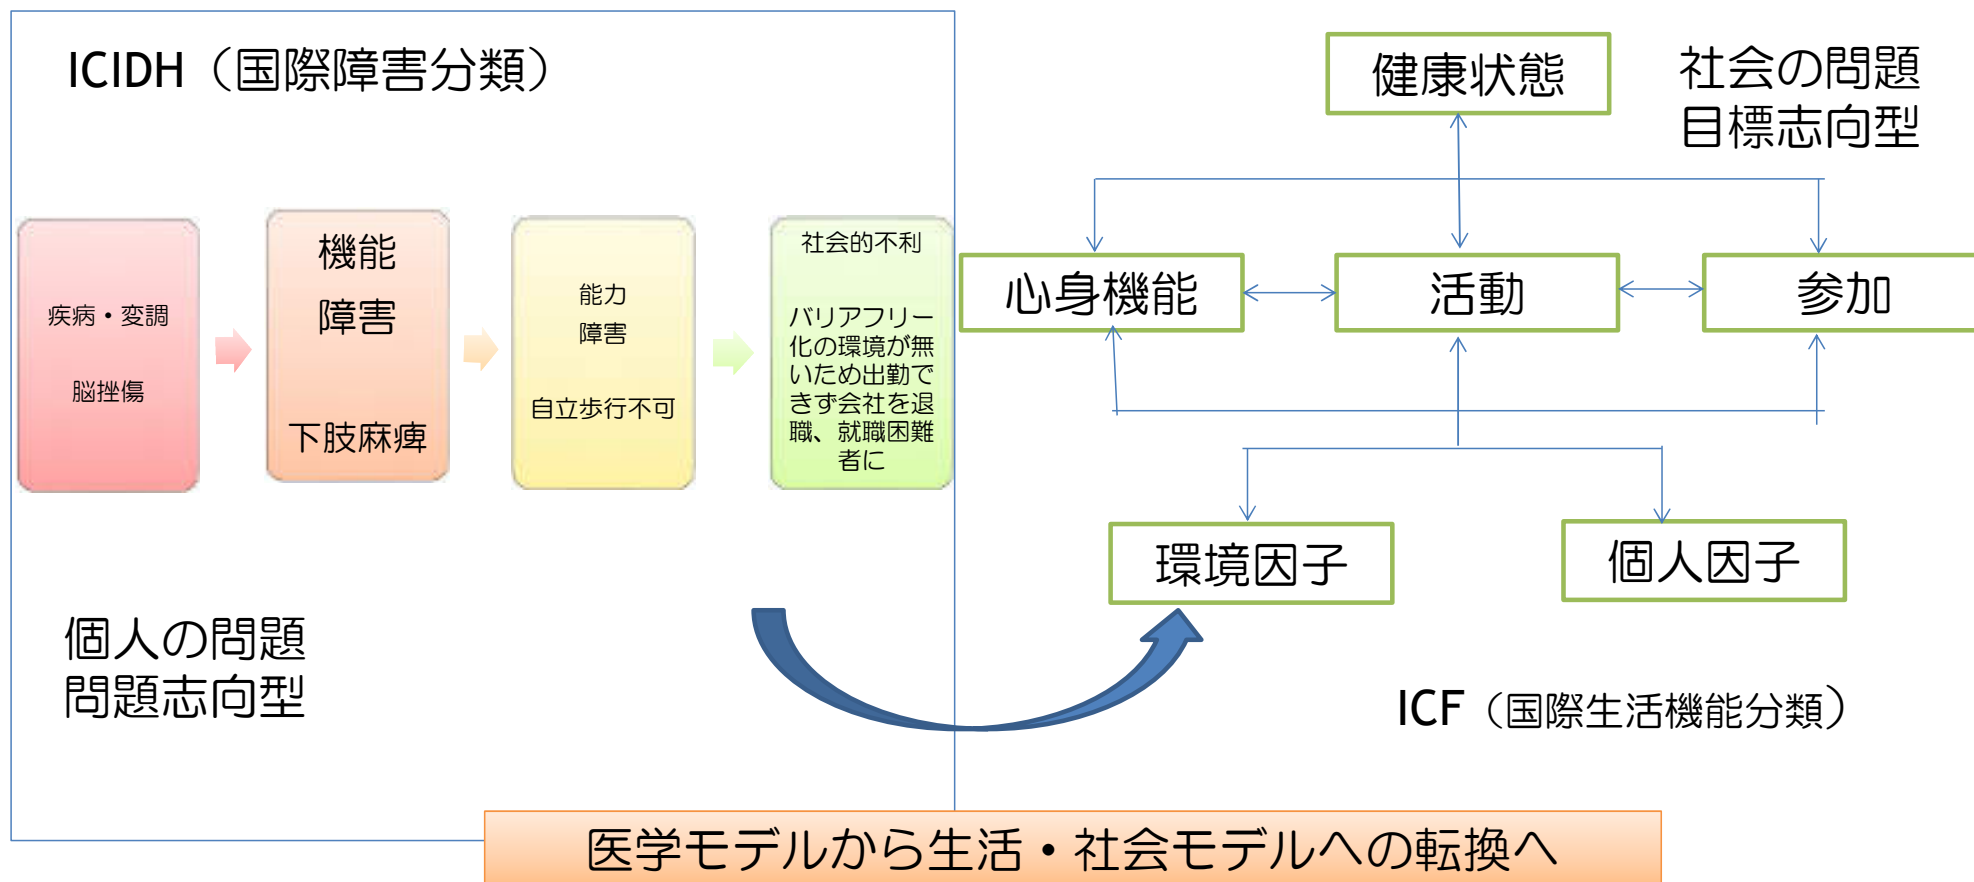 ICIDH（国際障害分類）
疾病・変調
脳挫傷
機能
障害
下肢麻痺
能力
障害
自立歩行不可
社会的不利
バリアフリー
化の環境が無
いため出勤で
きず会社を退
職、就職困難
者に
個人の問題
問題志向型
健康状態
社会の問題
目標志向型
心身機能
活動
参加
環境因子
個人因子
ICF（国際生活機能分類）
医学モデルから生活・社会モデルへの転換へ